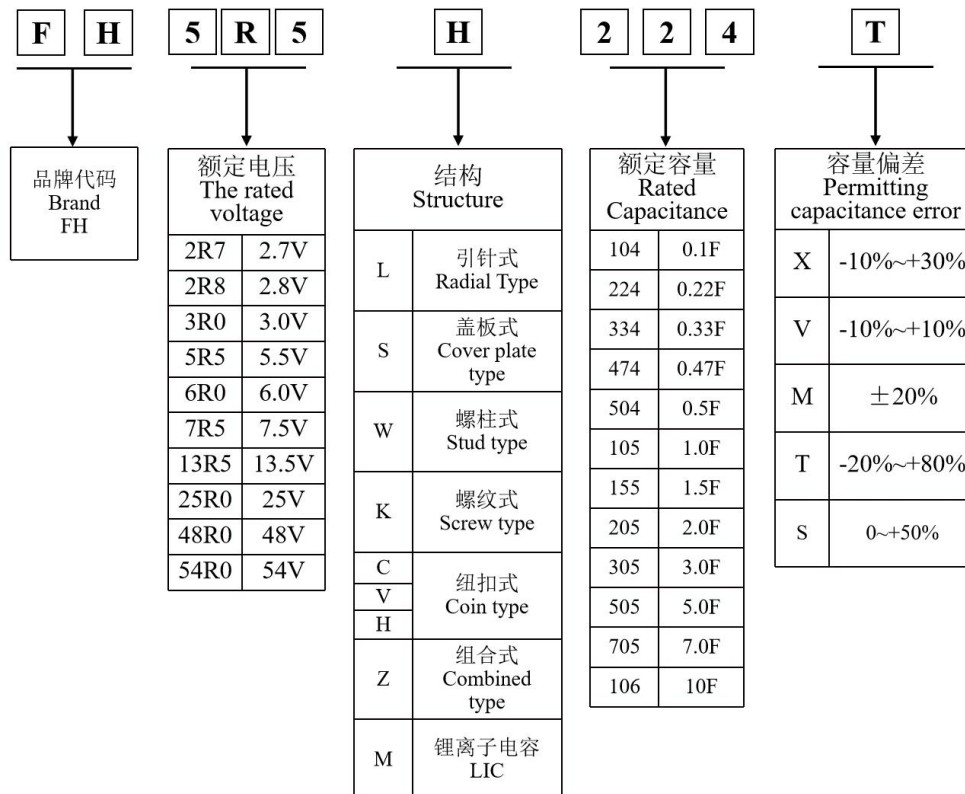 F H 5 R 5 H 2 2 4 T
品牌代码
Brand
FH
额定电压
The rated
voltage
2R7 2.7V
2R8 2.8V
3R0 3.0V
5R5 5.5V
6R0 6.0V
7R5 7.5V
13R5 13.5V
25R0 25V
48R0 48V
54R0 54V
结构
Structure
L 引针式
Radial Type
S 盖板式
Cover plate
type
W 螺柱式
Stud type
K 螺纹式
Screw type
C
V
H
纽扣式
Coin type
Z 组合式
Combined
type
M 锂离子电容
LIC
额定容量
Rated
Capacitance
104 0.1F
224 0.22F
334 0.33F
474 0.47F
504 0.5F
105 1.0F
155 1.5F
205 2.0F
305 3.0F
505 5.0F
705 7.0F
106 10F
容量偏差
Permitting
capacitance error
X -10%~+30%
V -10%~+10%
M ±20%
T -20%~+80%
S 0~+50%